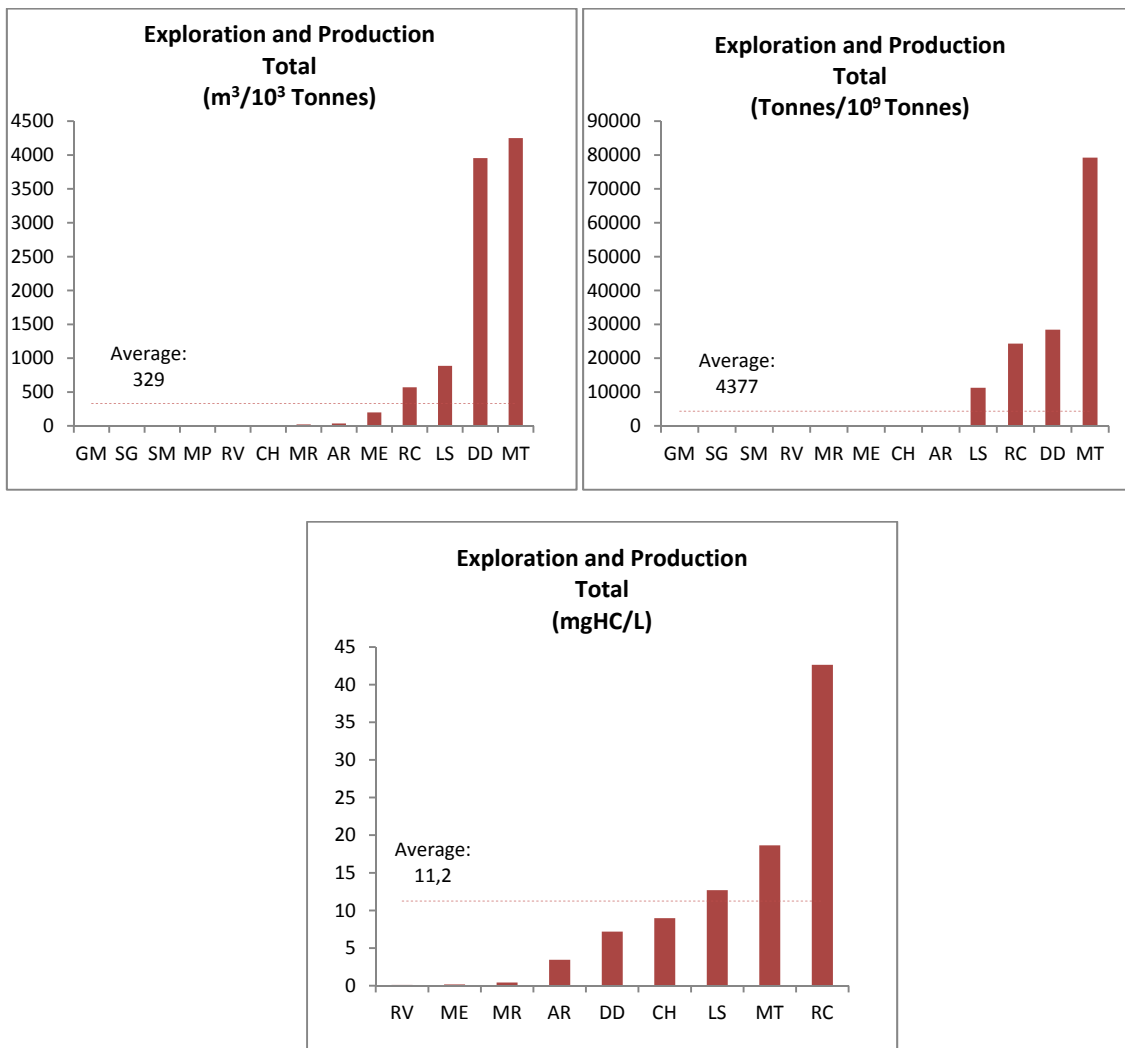 Exploration and Production
Total
(m³/10³ Tonnes)
4500
4000
3500
3000
2500
2000
1500
1000
500
0
Average:
329
GM SG SM MP RV CH MR AR ME RC LS DD MT
Exploration and Production
Total
(Tonnes/10⁹ Tonnes)
90000
80000
70000
60000
50000
40000
30000
20000
10000
0
Average:
4377
GM SG SM RV MR ME CH AR LS RC DD MT
Exploration and Production
Total
(mgHC/L)
45
40
35
30
25
20
15
10
5
0
Average:
11,2
RV ME MR AR DD CH LS MT RC